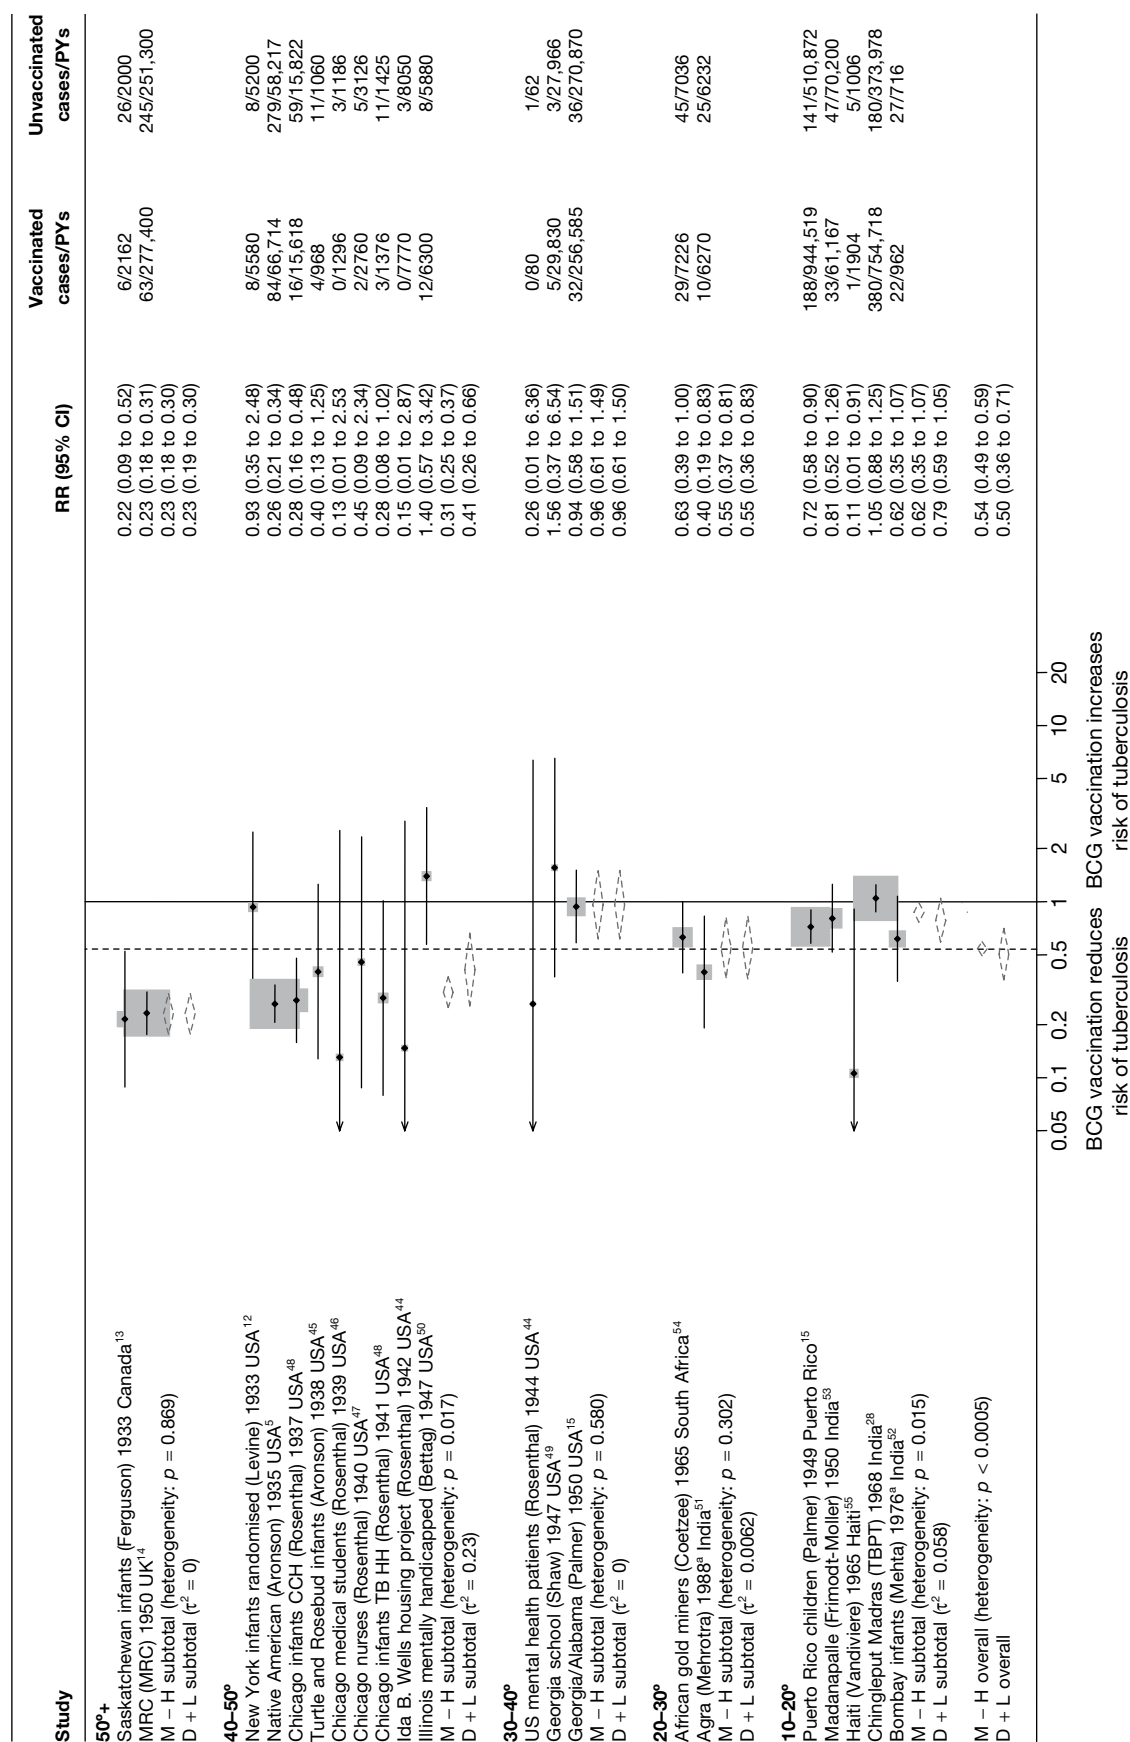 Study RR (95% CI) Vaccinated cases/PYs Unvaccinated cases/PYs
50º+
Saskatchewan infants (Ferguson) 1933 Canada13 0.22 (0.09 to 0.52) 6/2162 26/2000
MRC (MRC) 1950 UK14 0.23 (0.18 to 0.31) 63/277,400 245/251,300
M – H subtotal (heterogeneity: p = 0.869) 0.23 (0.18 to 0.30)
D + L subtotal (τ2 = 0) 0.23 (0.19 to 0.30)
40–50º
New York infants randomised (Levine) 1933 USA12 0.93 (0.35 to 2.48) 8/5580 8/5200
Native American (Aronson) 1935 USA5 0.26 (0.21 to 0.34) 84/66,714 279/58,217
Chicago infants CCH (Rosenthal) 1937 USA48 0.28 (0.16 to 0.48) 16/15,618 59/15,822
Turtle and Rosebud infants (Aronson) 1938 USA45 0.40 (0.13 to 1.25) 4/968 11/1060
Chicago medical students (Rosenthal) 1939 USA46 0.13 (0.01 to 2.53 0/1296 3/1186
Chicago nurses (Rosenthal) 1940 USA47 0.45 (0.09 to 2.34) 2/2760 5/3126
Chicago infants TB HH (Rosenthal) 1941 USA48 0.28 (0.08 to 1.02) 3/1376 11/1425
Ida B. Wells housing project (Rosenthal) 1942 USA44 0.15 (0.01 to 2.87) 0/7770 3/8050
Illinois mentally handicapped (Bettag) 1947 USA50 1.40 (0.57 to 3.42) 12/6300 8/5880
M – H subtotal (heterogeneity: p = 0.017) 0.31 (0.25 to 0.37)
D + L subtotal (τ2 = 0.23) 0.41 (0.26 to 0.66)
30–40º
US mental health patients (Rosenthal) 1944 USA44 0.26 (0.01 to 6.36) 0/80 1/62
Georgia school (Shaw) 1947 USA49 1.56 (0.37 to 6.54) 5/29,830 3/27,966
Georgia/Alabama (Palmer) 1950 USA15 0.94 (0.58 to 1.51) 32/256,585 36/270,870
M – H subtotal (heterogeneity: p = 0.580) 0.96 (0.61 to 1.49)
D + L subtotal (τ2 = 0) 0.96 (0.61 to 1.50)
20–30º
African gold miners (Coetzee) 1965 South Africa54 0.63 (0.39 to 1.00) 29/7226 45/7036
Agra (Mehrotra) 1988a India51 0.40 (0.19 to 0.83) 10/6270 25/6232
M – H subtotal (heterogeneity: p = 0.302) 0.55 (0.37 to 0.81)
D + L subtotal (τ2 = 0.0062) 0.55 (0.36 to 0.83)
10–20º
Puerto Rico children (Palmer) 1949 Puerto Rico15 0.72 (0.58 to 0.90) 188/944,519 141/510,872
Madanapalle (Frimodt-Moller) 1950 India53 0.81 (0.52 to 1.26) 33/61,167 47/70,200
Haiti (Vandiviere) 1965 Haiti55 0.11 (0.01 to 0.91) 1/1904 5/1006
Chingleput Madras (TBPT) 1968 India28 1.05 (0.88 to 1.25) 380/754,718 180/373,978
Bombay infants (Mehta) 1976a India52 0.62 (0.35 to 1.07) 22/962 27/716
M – H subtotal (heterogeneity: p = 0.015) 0.62 (0.35 to 1.07)
D + L subtotal (τ2 = 0.058) 0.79 (0.59 to 1.05)
M – H overall (heterogeneity: p < 0.0005) 0.54 (0.49 to 0.59)
D + L overall 0.50 (0.36 to 0.71)
0.05 0.1 0.2 0.5 1 2 5 10 20
BCG vaccination reduces BCG vaccination increases
risk of tuberculosis risk of tuberculosis